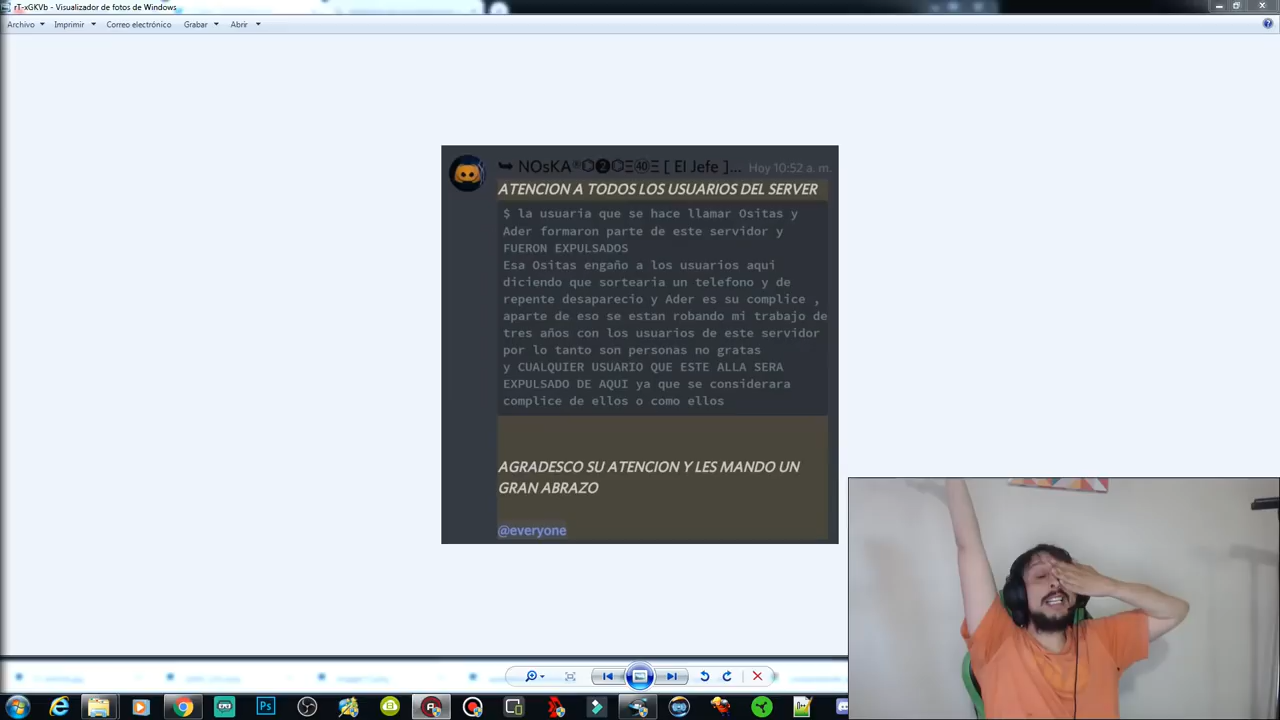 rT-xGKVb - Visualizador de fotos de Windows
Archivo Imprimir Correo electrónico Grabar Abrir
NOsKA [ El Jefe ]... Hoy 10:52 a. m.
ATENCION A TODOS LOS USUARIOS DEL SERVER
$ la usuaria que se hace llamar Ositas y
Ader formaron parte de este servidor y
FUERON EXPULSADOS
Esa Ositas engaño a los usuarios aqui
diciendo que sortearia un telefono y de
repente desaparecio y Ader es su complice ,
aparte de eso se estan robando mi trabajo de
tres años con los usuarios de este servidor
por lo tanto son personas no gratas
y CUALQUIER USUARIO QUE ESTE ALLA SERA
EXPULSADO DE AQUI ya que se considerara
complice de ellos o como ellos
AGRADESCO SU ATENCION Y LES MANDO UN
GRAN ABRAZO
@everyone
Ps